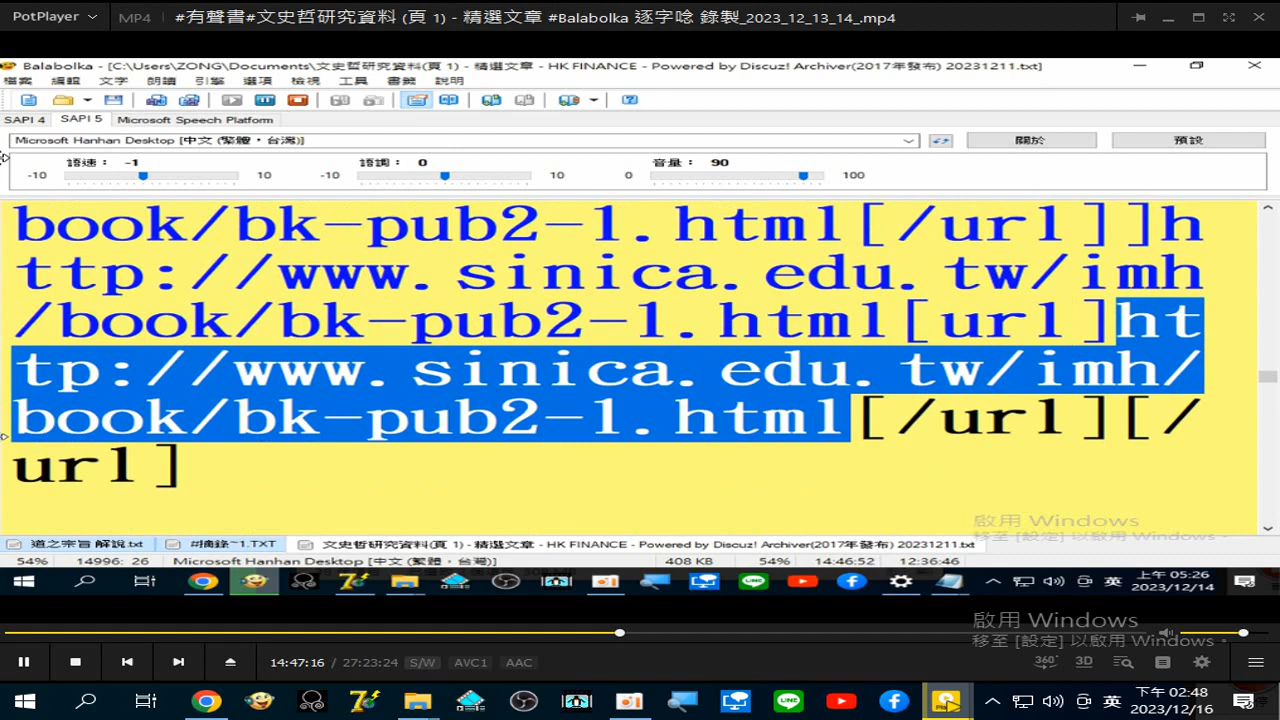 PotPlayer MP4 #有聲書#文史哲研究資料 (頁 1) - 精選文章 #Balabolka 逐字唸 錄製_2023_12_13_14_.mp4
Balabolka - [C:\Users\ZONG\Documents\文史哲研究資料(頁 1) - 精選文章 - HK FINANCE - Powered by Discuz! Archiver(2017年發布) 20231211.txt]
檔案 編輯 文字 朗讀 引擎 選項 檢視 工具 書籤 說明
SAPI 4 SAPI 5 Microsoft Speech Platform
Microsoft Hanhan Desktop [中文 (繁體，台灣)] 關於 預設
語速： -1 語調： 0 音量： 90
-10 10 -10 10 0 100
book/bk-pub2-1.html[/url]]h
ttp://www.sinica.edu.tw/imh
/book/bk-pub2-1.html[url]ht
tp://www.sinica.edu.tw/imh/
book/bk-pub2-1.html[/url][/
url]
啟用 Windows
移至 [設定] 以啟用 Windows。
道之宗旨 解說.txt #摘錄~1.TXT 文史哲研究資料(頁 1) - 精選文章 - HK FINANCE - Powered by Discuz! Archiver(2017年發布) 20231211.txt
54% 14996: 26 Microsoft Hanhan Desktop [中文 (繁體，台灣)] 408 KB 54% 14:46:52 12:36:46
英 上午 05:26
2023/12/14
啟用 Windows
移至 [設定] 以啟用 Windows。
14:47:16 / 27:23:24 S/W AVC1 AAC 360° 3D
英 下午 02:48
2023/12/16